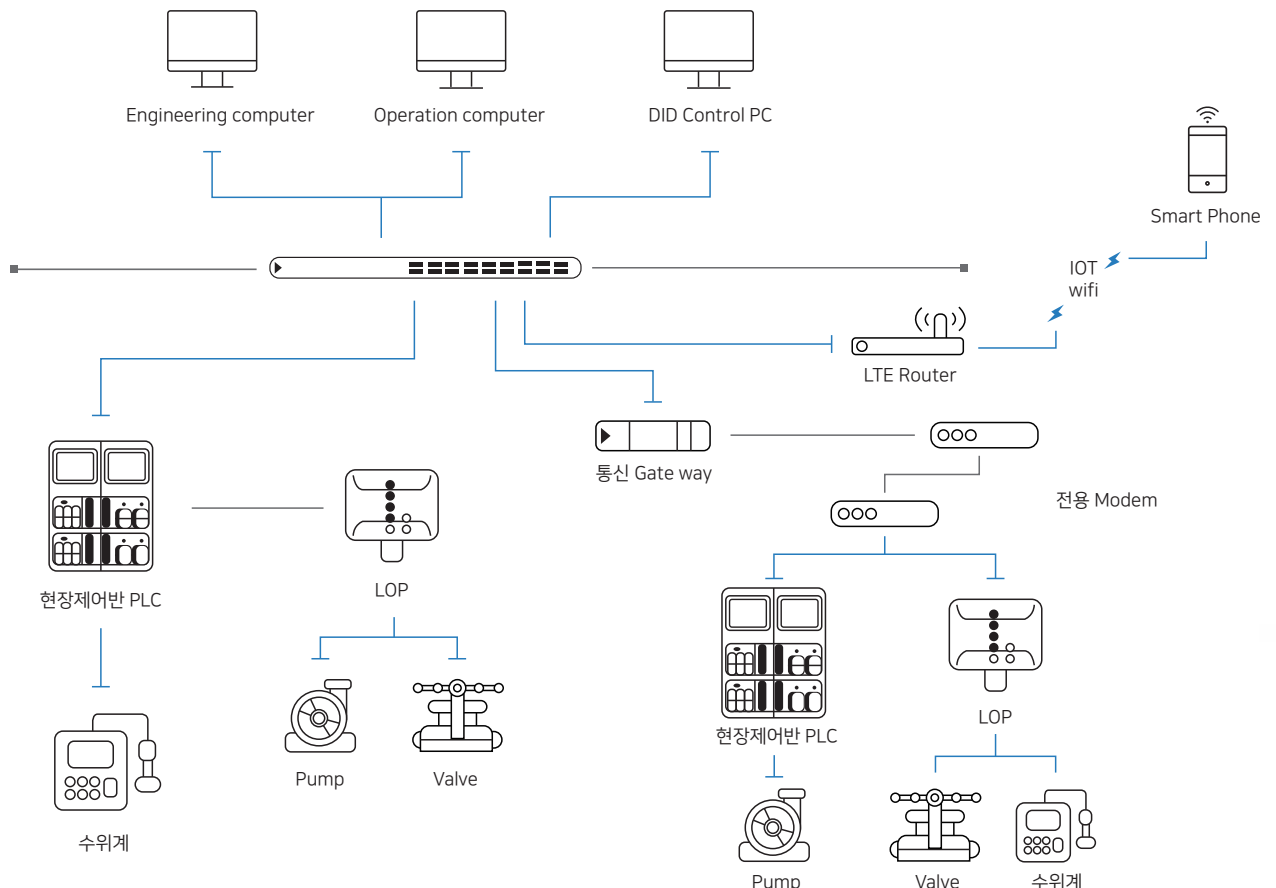 Engineering computer
Operation computer
DID Control PC
Smart Phone
IOT
wifi
LTE Router
통신 Gate way
전용 Modem
현장제어반 PLC
LOP
Pump
Valve
수위계
현장제어반 PLC
LOP
Pump
Valve
수위계